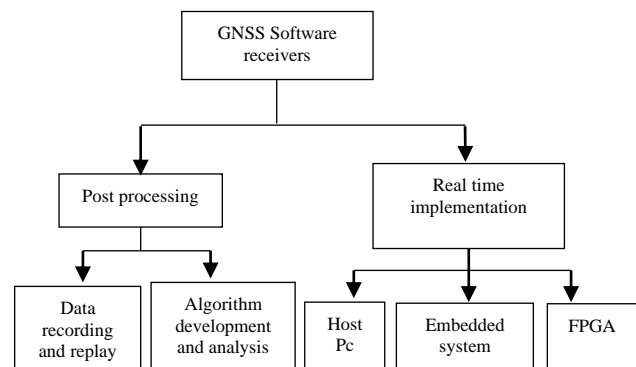 GNSS Software
receivers
Post processing
Real time
implementation
Data
recording
and replay
Algorithm
development
and analysis
Host
Pc
Embedded
system
FPGA